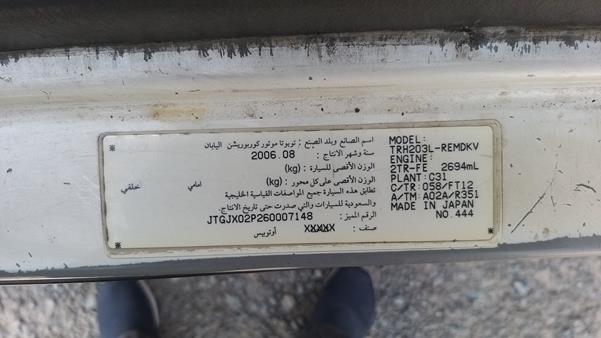 اسم الصانع وبلد الصنع : تويوتا موتور كوربوريشن اليابان
سنة وشهر الانتاج : 2006.08
الوزن الأقصى للسيارة : (kg)
الوزن الأقصى على كل محور : (kg) امامي خلفي
تطابق هذه السيارة جميع المواصفات القياسية الخليجية
والسعودية للسيارات والتي صدرت حتى تاريخ الانتاج.
الرقم المميز : JTGJX02P260007148
صنف : XXXXX أوتوبيس
MODEL:
TRH203L-REMDKV
ENGINE:
2TR-FE 2694mL
PLANT: C31
C/TR: 058/FT12
A/TM: A02A/R351
MADE IN JAPAN
NO. 444